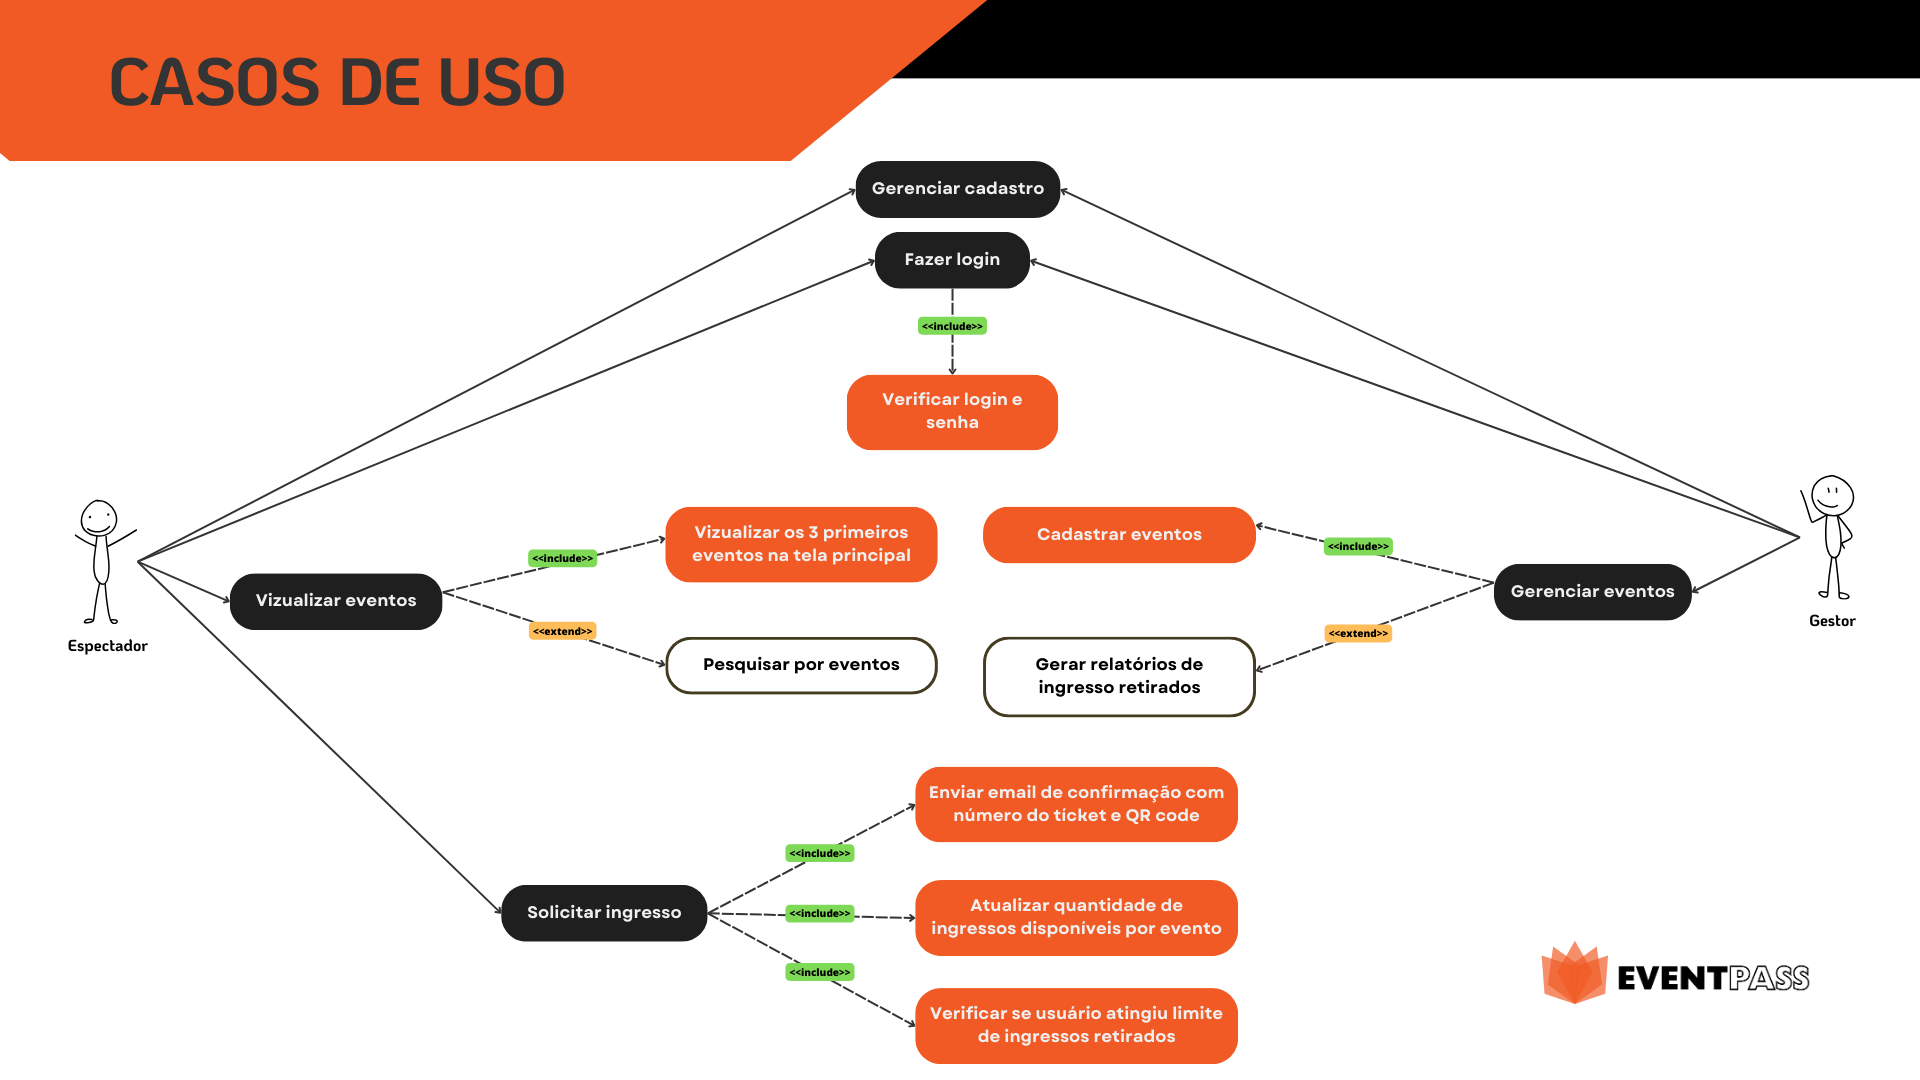 CASOS DE USO
Gerenciar cadastro
Fazer login
<<include>>
Verificar login e
senha
Espectador
Vizualizar eventos
<<include>>
Vizualizar os 3 primeiros
eventos na tela principal
<<extend>>
Pesquisar por eventos
Cadastrar eventos
<<include>>
Gerenciar eventos
Gestor
<<extend>>
Gerar relatórios de
ingresso retirados
Solicitar ingresso
<<include>>
Enviar email de confirmação com
número do ticket e QR code
<<include>>
Atualizar quantidade de
ingressos disponíveis por evento
<<include>>
Verificar se usuário atingiu limite
de ingressos retirados
EVENTPASS